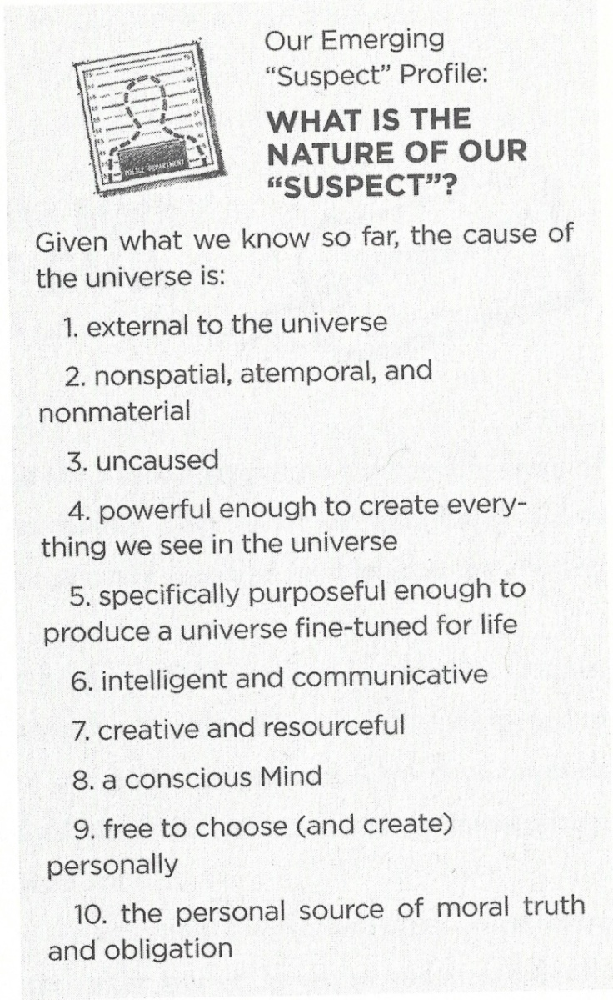 Our Emerging
“Suspect” Profile:
WHAT IS THE
NATURE OF OUR
“SUSPECT”?
POLICE DEPARTMENT
Given what we know so far, the cause of
the universe is:
1. external to the universe
2. nonspatial, atemporal, and
nonmaterial
3. uncaused
4. powerful enough to create every-
thing we see in the universe
5. specifically purposeful enough to
produce a universe fine-tuned for life
6. intelligent and communicative
7. creative and resourceful
8. a conscious Mind
9. free to choose (and create)
personally
10. the personal source of moral truth
and obligation